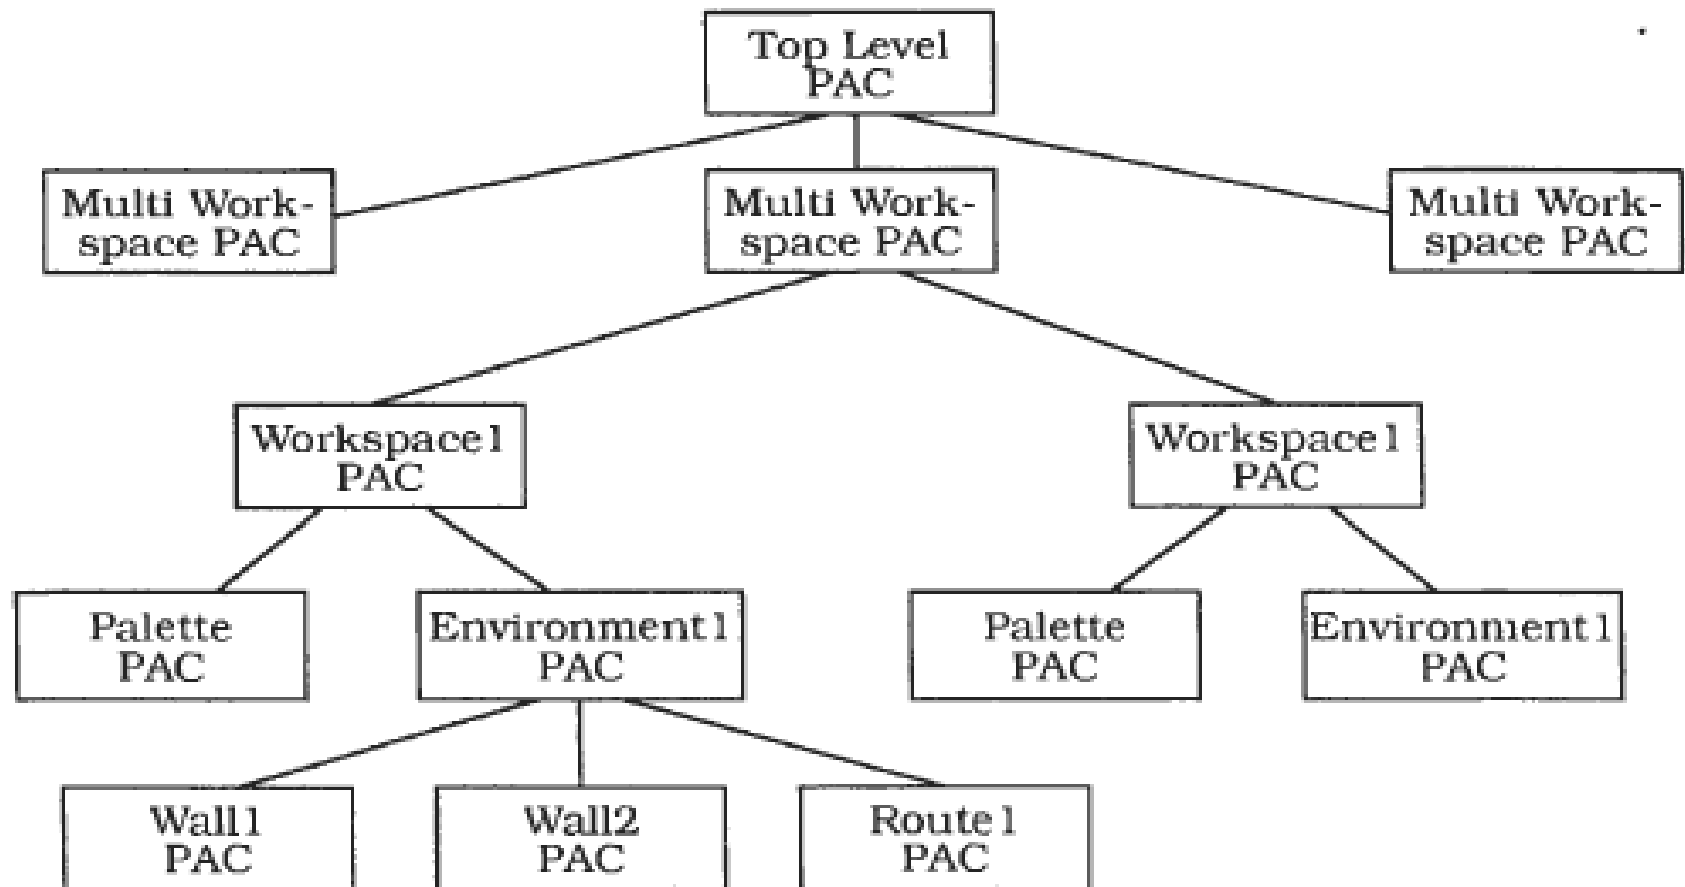 Top Level
PAC
Multi Work-
space PAC
Multi Work-
space PAC
Multi Work-
space PAC
Workspace1
PAC
Workspace1
PAC
Palette
PAC
Environment1
PAC
Palette
PAC
Environment1
PAC
Wall1
PAC
Wall2
PAC
Route1
PAC